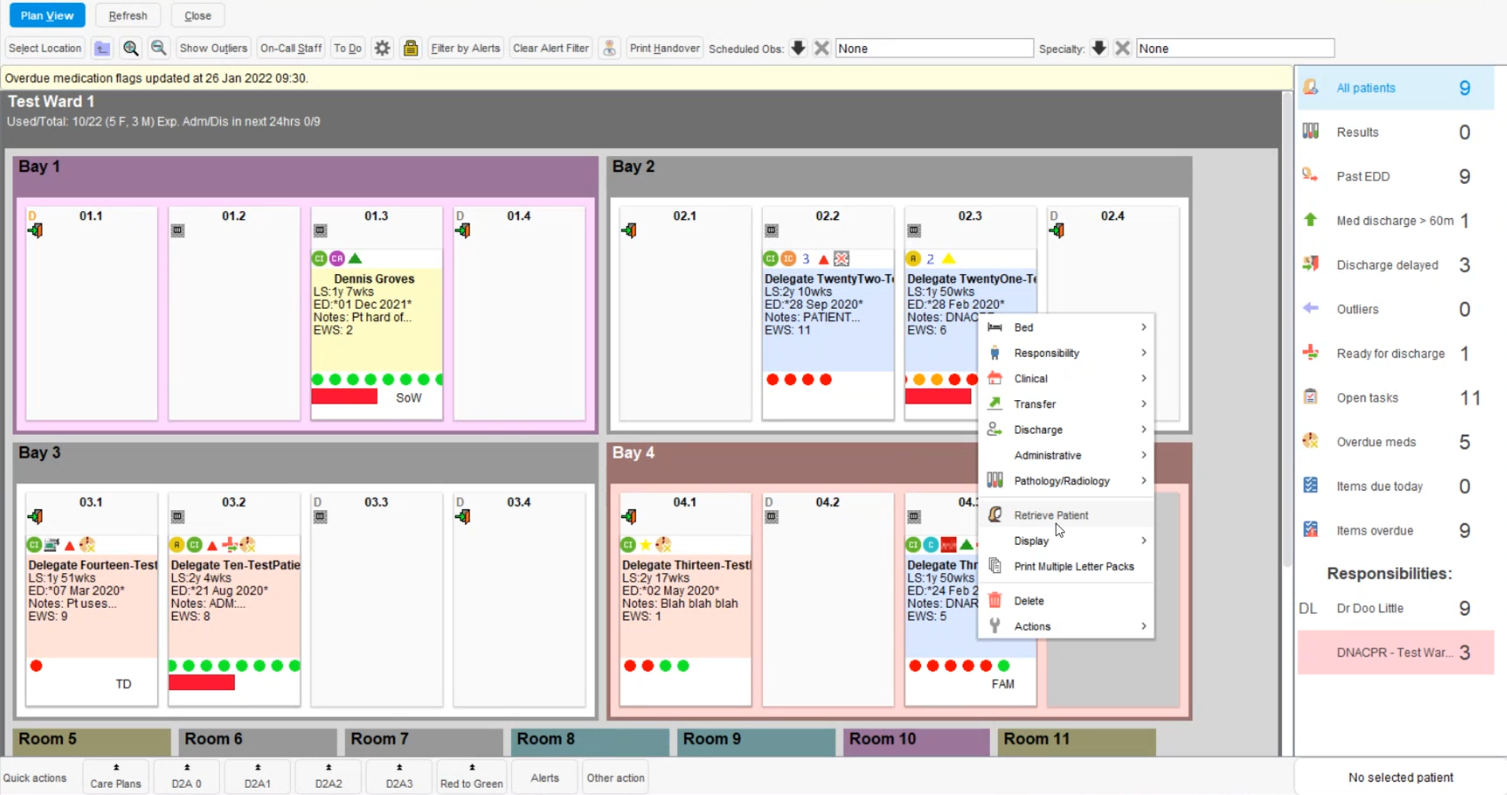 Plan View Refresh Close
Select Location Show Outliers On-Call Staff To Do Filter by Alerts Clear Alert Filter Print Handover Scheduled Obs: None Specialty: None
Overdue medication flags updated at 26 Jan 2022 09:30.
Test Ward 1
Used/Total: 10/22 (5 F, 3 M) Exp. Adm/Dis in next 24hrs 0/9
Bay 1
D 01.1
01.2
01.3
CI CR
Dennis Groves
LS:1y 7wks
ED:*01 Dec 2021*
Notes: Pt hard of...
EWS: 2
SoW
D 01.4
Bay 2
02.1
02.2
CI IC 3
Delegate TwentyTwo-Te
LS:2y 10wks
ED:*28 Sep 2020*
Notes: PATIENT...
EWS: 11
02.3
A 2
Delegate TwentyOne-Te
LS:1y 50wks
ED:*28 Feb 2020*
Notes: DNAC
EWS: 6
D 02.4
Bed
Responsibility
Clinical
Transfer
Discharge
Administrative
Pathology/Radiology
Retrieve Patient
Display
Print Multiple Letter Packs
Delete
Actions
Bay 3
03.1
CI
Delegate Fourteen-Test
LS:1y 51wks
ED:*07 Mar 2020*
Notes: Pt uses...
EWS: 9
TD
03.2
A CI
Delegate Ten-TestPatie
LS:2y 4wks
ED:*21 Aug 2020*
Notes: ADM:...
EWS: 8
D 03.3
D 03.4
Bay 4
04.1
CI
Delegate Thirteen-Testl
LS:2y 17wks
ED:*02 May 2020*
Notes: Blah blah blah
EWS: 1
D 04.2
04.
CI C
Delegate Thr
LS:1y 50wks
ED:*24 Feb 2
Notes: DNAR
EWS: 5
FAM
Room 5 Room 6 Room 7 Room 8 Room 9 Room 10 Room 11
Quick actions Care Plans D2A 0 D2A1 D2A2 D2A3 Red to Green Alerts Other action
All patients 9
Results 0
Past EDD 9
Med discharge > 60m 1
Discharge delayed 3
Outliers 0
Ready for discharge 1
Open tasks 11
Overdue meds 5
Items due today 0
Items overdue 9
Responsibilities:
DL Dr Doo Little 9
DNACPR - Test War... 3
No selected patient